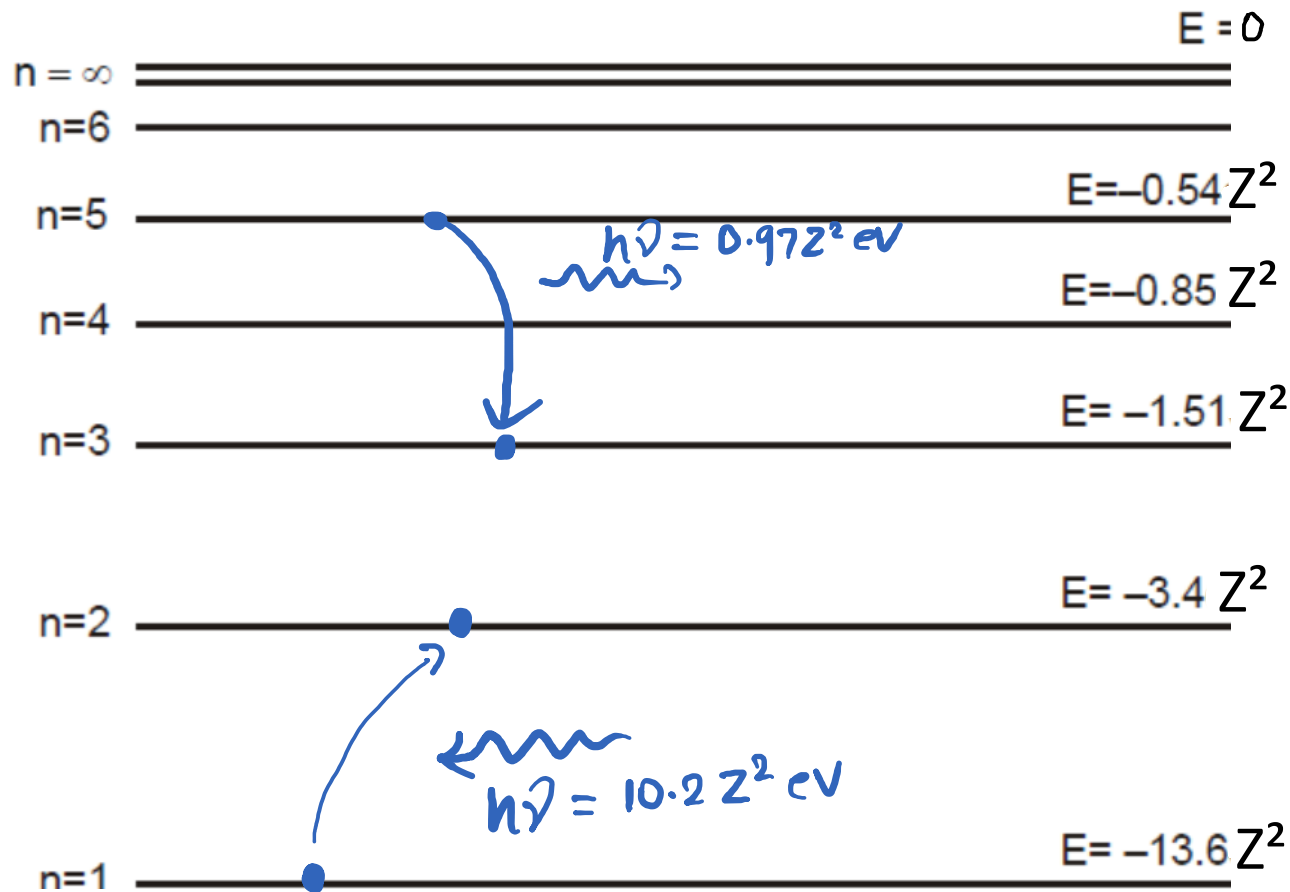 E = 0
n = ∞
n=6
E=–0.54 Z²
n=5
hν = 0.97Z² eV
E=–0.85 Z²
n=4
E= –1.51 Z²
n=3
E= –3.4 Z²
n=2
hν = 10.2 Z² eV
E= –13.6 Z²
n=1